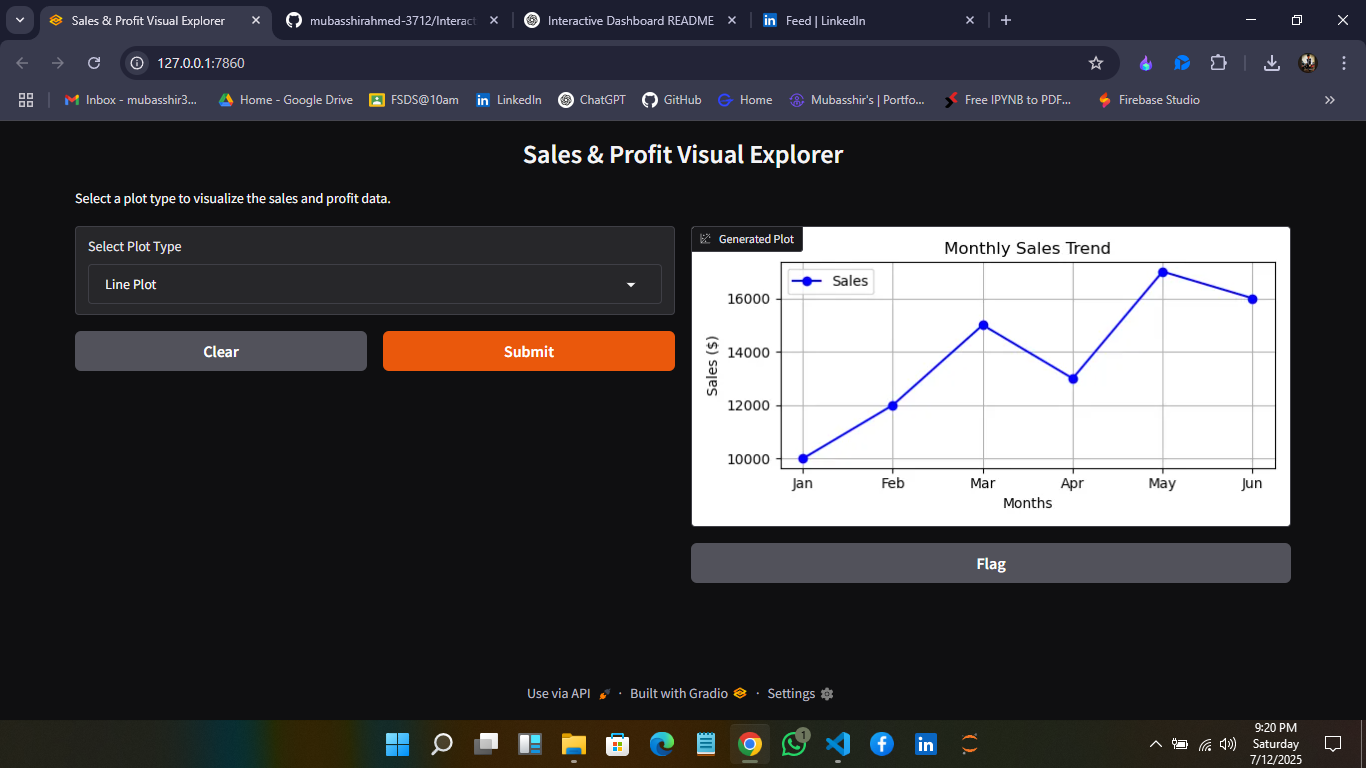 Sales & Profit Visual Explorer
mubasshirahmed-3712/Interact
Interactive Dashboard README
Feed | LinkedIn
127.0.0.1:7860
Inbox - mubasshir3...
Home - Google Drive
FSDS@10am
LinkedIn
ChatGPT
GitHub
Home
Mubasshir's | Portfo...
Free IPYNB to PDF...
Firebase Studio
Sales & Profit Visual Explorer
Select a plot type to visualize the sales and profit data.
Select Plot Type
Line Plot
Clear
Submit
Generated Plot
Monthly Sales Trend
Sales
Sales ($)
16000
14000
12000
10000
Jan Feb Mar Apr May Jun
Months
Flag
Use via API · Built with Gradio · Settings
1
9:20 PM
Saturday
7/12/2025